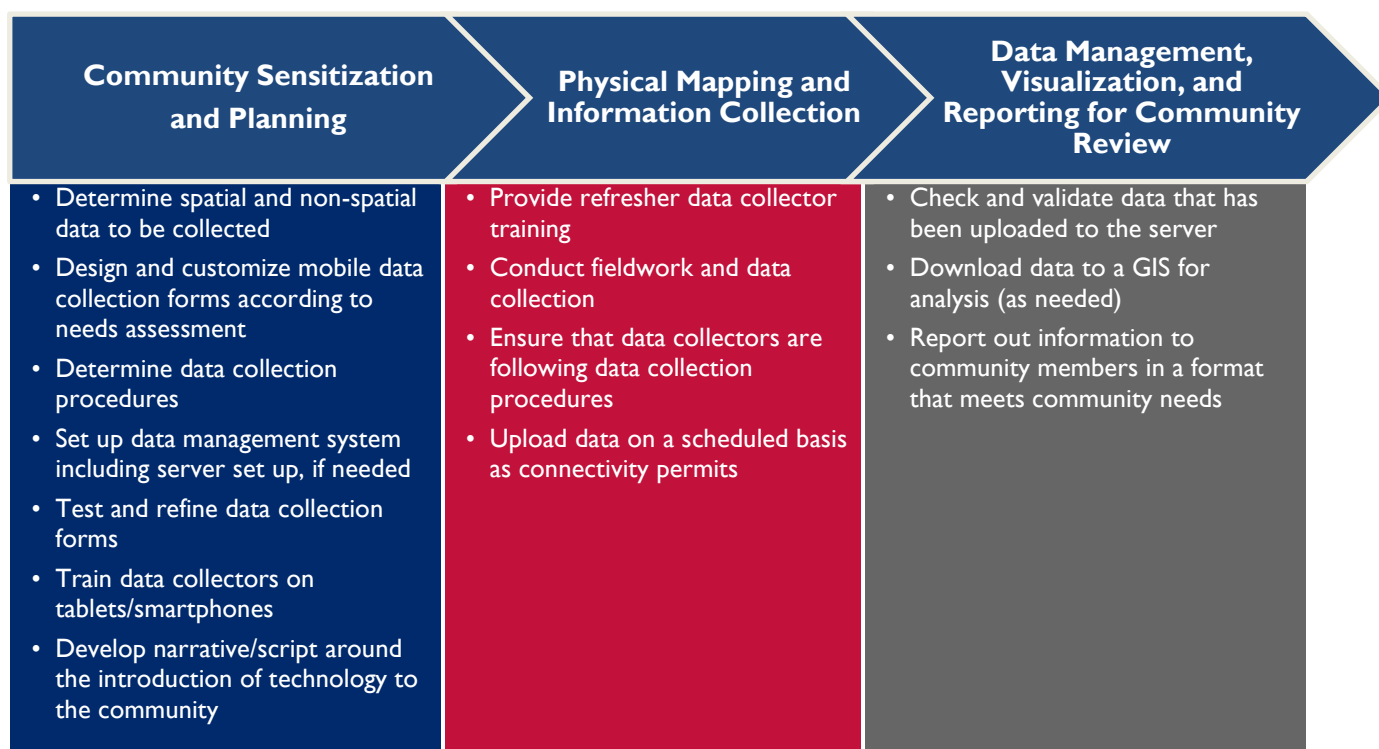 Community Sensitization
and Planning
Physical Mapping and
Information Collection
Data Management,
Visualization, and
Reporting for Community
Review
• Determine spatial and non-spatial
data to be collected
• Design and customize mobile data
collection forms according to
needs assessment
• Determine data collection
procedures
• Set up data management system
including server set up, if needed
• Test and refine data collection
forms
• Train data collectors on
tablets/smartphones
• Develop narrative/script around
the introduction of technology to
the community
• Provide refresher data collector
training
• Conduct fieldwork and data
collection
• Ensure that data collectors are
following data collection
procedures
• Upload data on a scheduled basis
as connectivity permits
• Check and validate data that has
been uploaded to the server
• Download data to a GIS for
analysis (as needed)
• Report out information to
community members in a format
that meets community needs